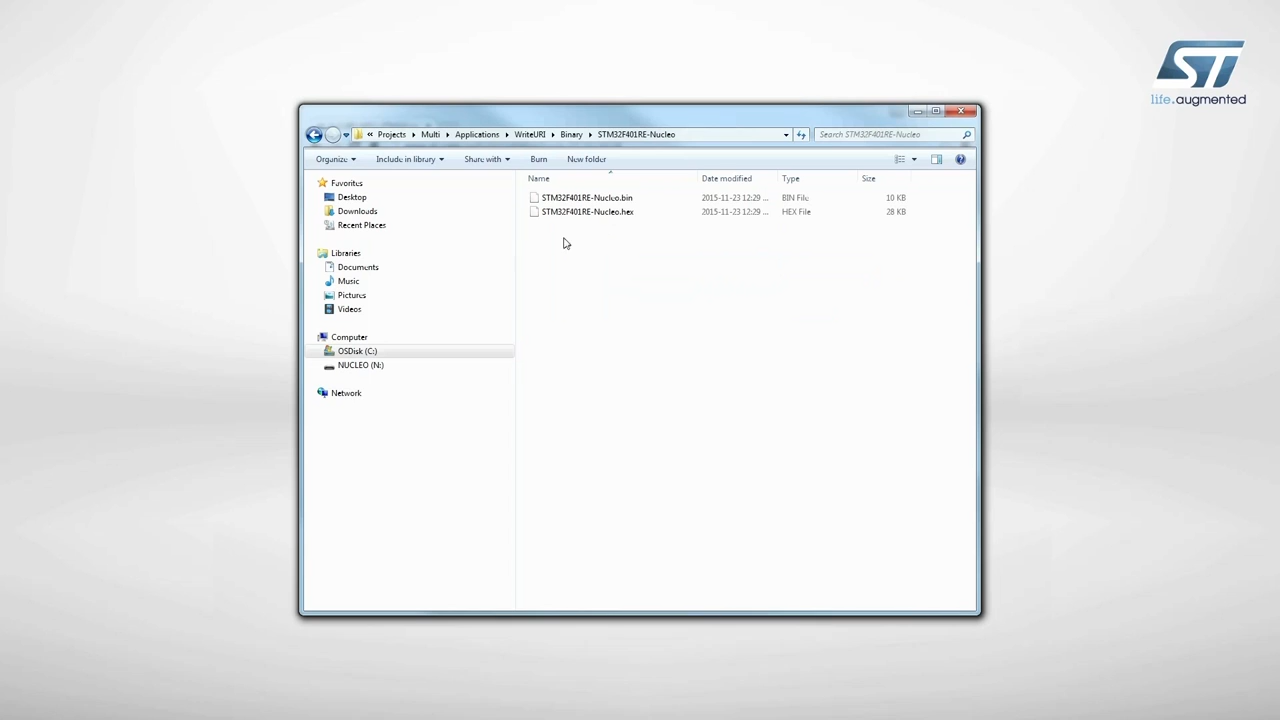 ST
life.augmented
« Projects Multi Applications WriteURI Binary STM32F401RE-Nucleo
Search STM32F401RE-Nucleo
Organize Include in library Share with Burn New folder
Name Date modified Type Size
Favorites
Desktop
Downloads
Recent Places
Libraries
Documents
Music
Pictures
Videos
Computer
OSDisk (C:)
NUCLEO (N:)
Network
STM32F401RE-Nucleo.bin 2015-11-23 12:29 ... BIN File 10 KB
STM32F401RE-Nucleo.hex 2015-11-23 12:29 ... HEX File 28 KB